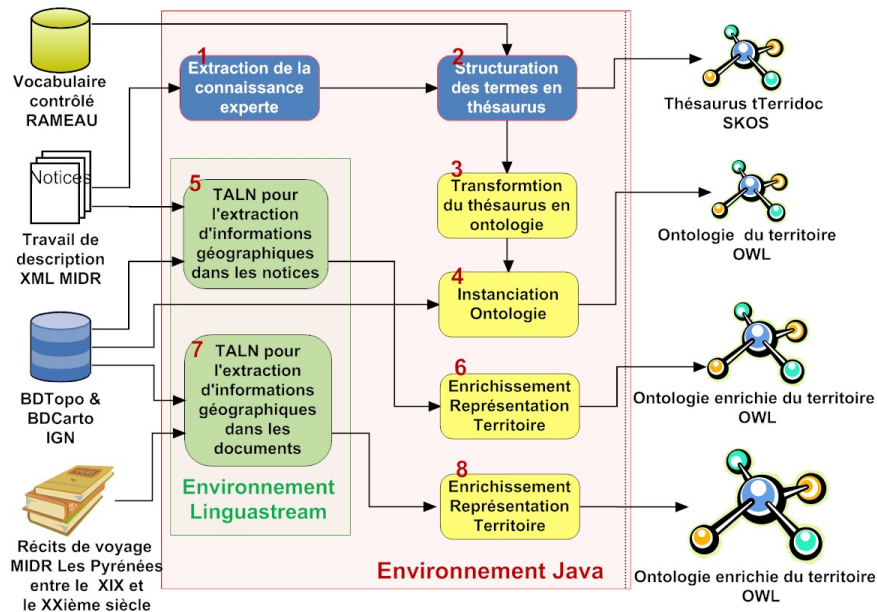 Vocabulaire
contrôlé
RAMEAU
Notices
Travail de
description
XML MIDR
BDTopo &
BDCarto
IGN
Récits de voyage
MIDR Les Pyrénées
entre le XIX et
le XXième siècle
1
Extraction de la
connaissance
experte
2
Structuration
des termes en
thésaurus
3
Transformtion
du thésaurus en
ontologie
4
Instanciation
Ontologie
5
TALN pour
l'extraction
d'informations
géographiques
dans les notices
6
Enrichissement
Représentation
Territoire
7
TALN pour
l'extraction
d'informations
géographiques
dans les
documents
8
Enrichissement
Représentation
Territoire
Environnement
Linguastream
Environnement Java
Thésaurus tTerridoc
SKOS
Ontologie du territoire
OWL
Ontologie enrichie du territoire
OWL
Ontologie enrichie du territoire
OWL